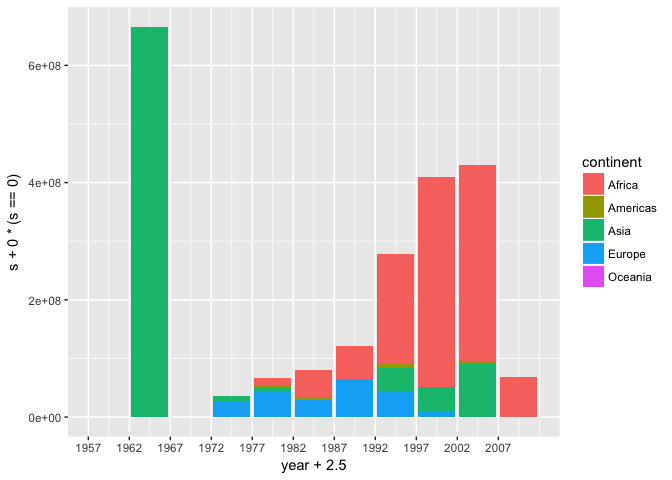 6e+08
4e+08
2e+08
0e+00
s + 0 * (s == 0)
1957 1962 1967 1972 1977 1982 1987 1992 1997 2002 2007
year + 2.5
continent
Africa
Americas
Asia
Europe
Oceania